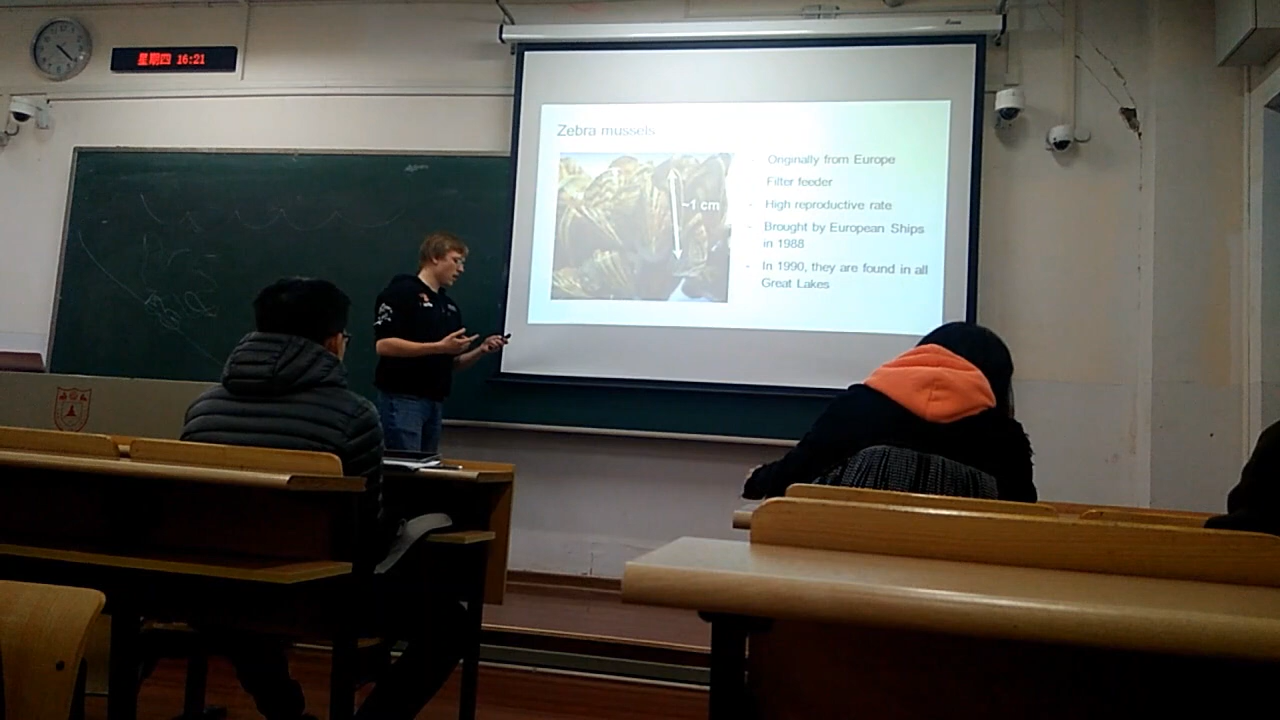 星期四 16:21
Zebra mussels
~1 cm
- Originally from Europe
Filter feeder
- High reproductive rate
- Brought by European Ships
in 1988
- In 1990, they are found in all
Great Lakes